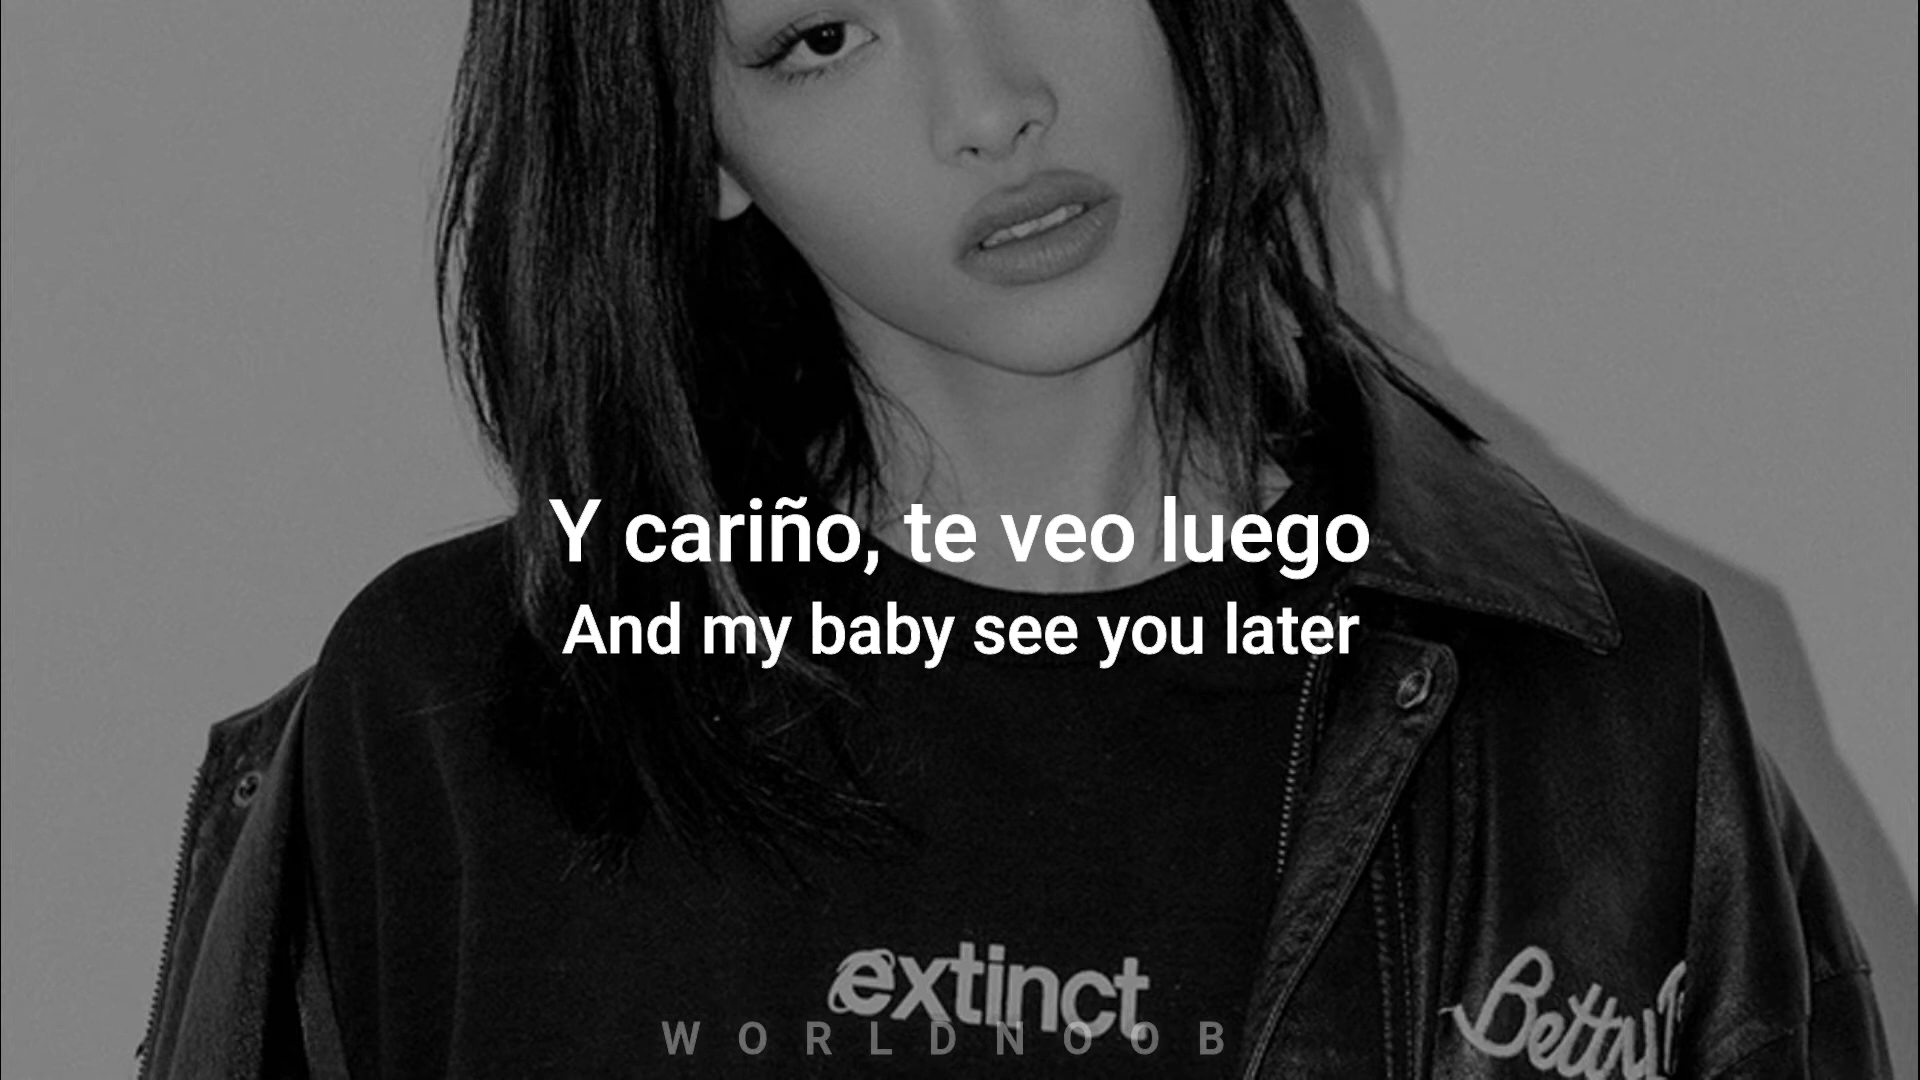 Y cariño, te veo luego
And my baby see you later
extinct
WORLDNOOB
Betty